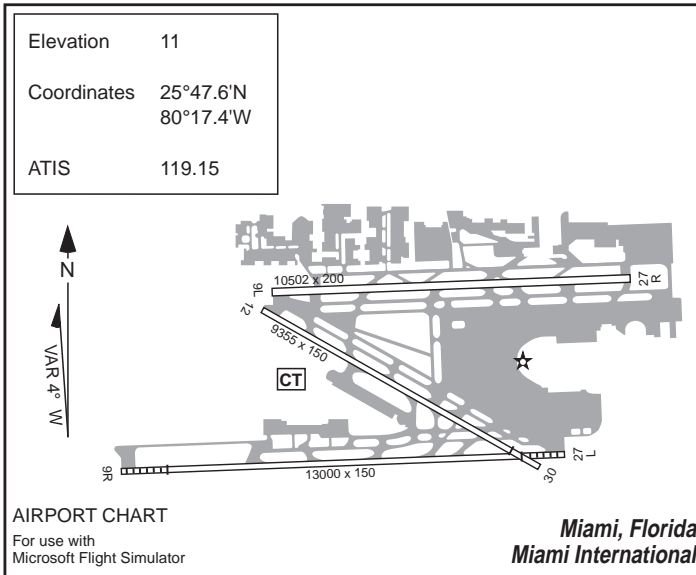 Elevation 11
Coordinates 25°47.6'N
80°17.4'W
ATIS 119.15
N
VAR 4° W
9L
10502 x 200
27
R
12
9355 x 150
CT
9R
13000 x 150
30
27
L
AIRPORT CHART
For use with
Microsoft Flight Simulator
Miami, Florida
Miami International